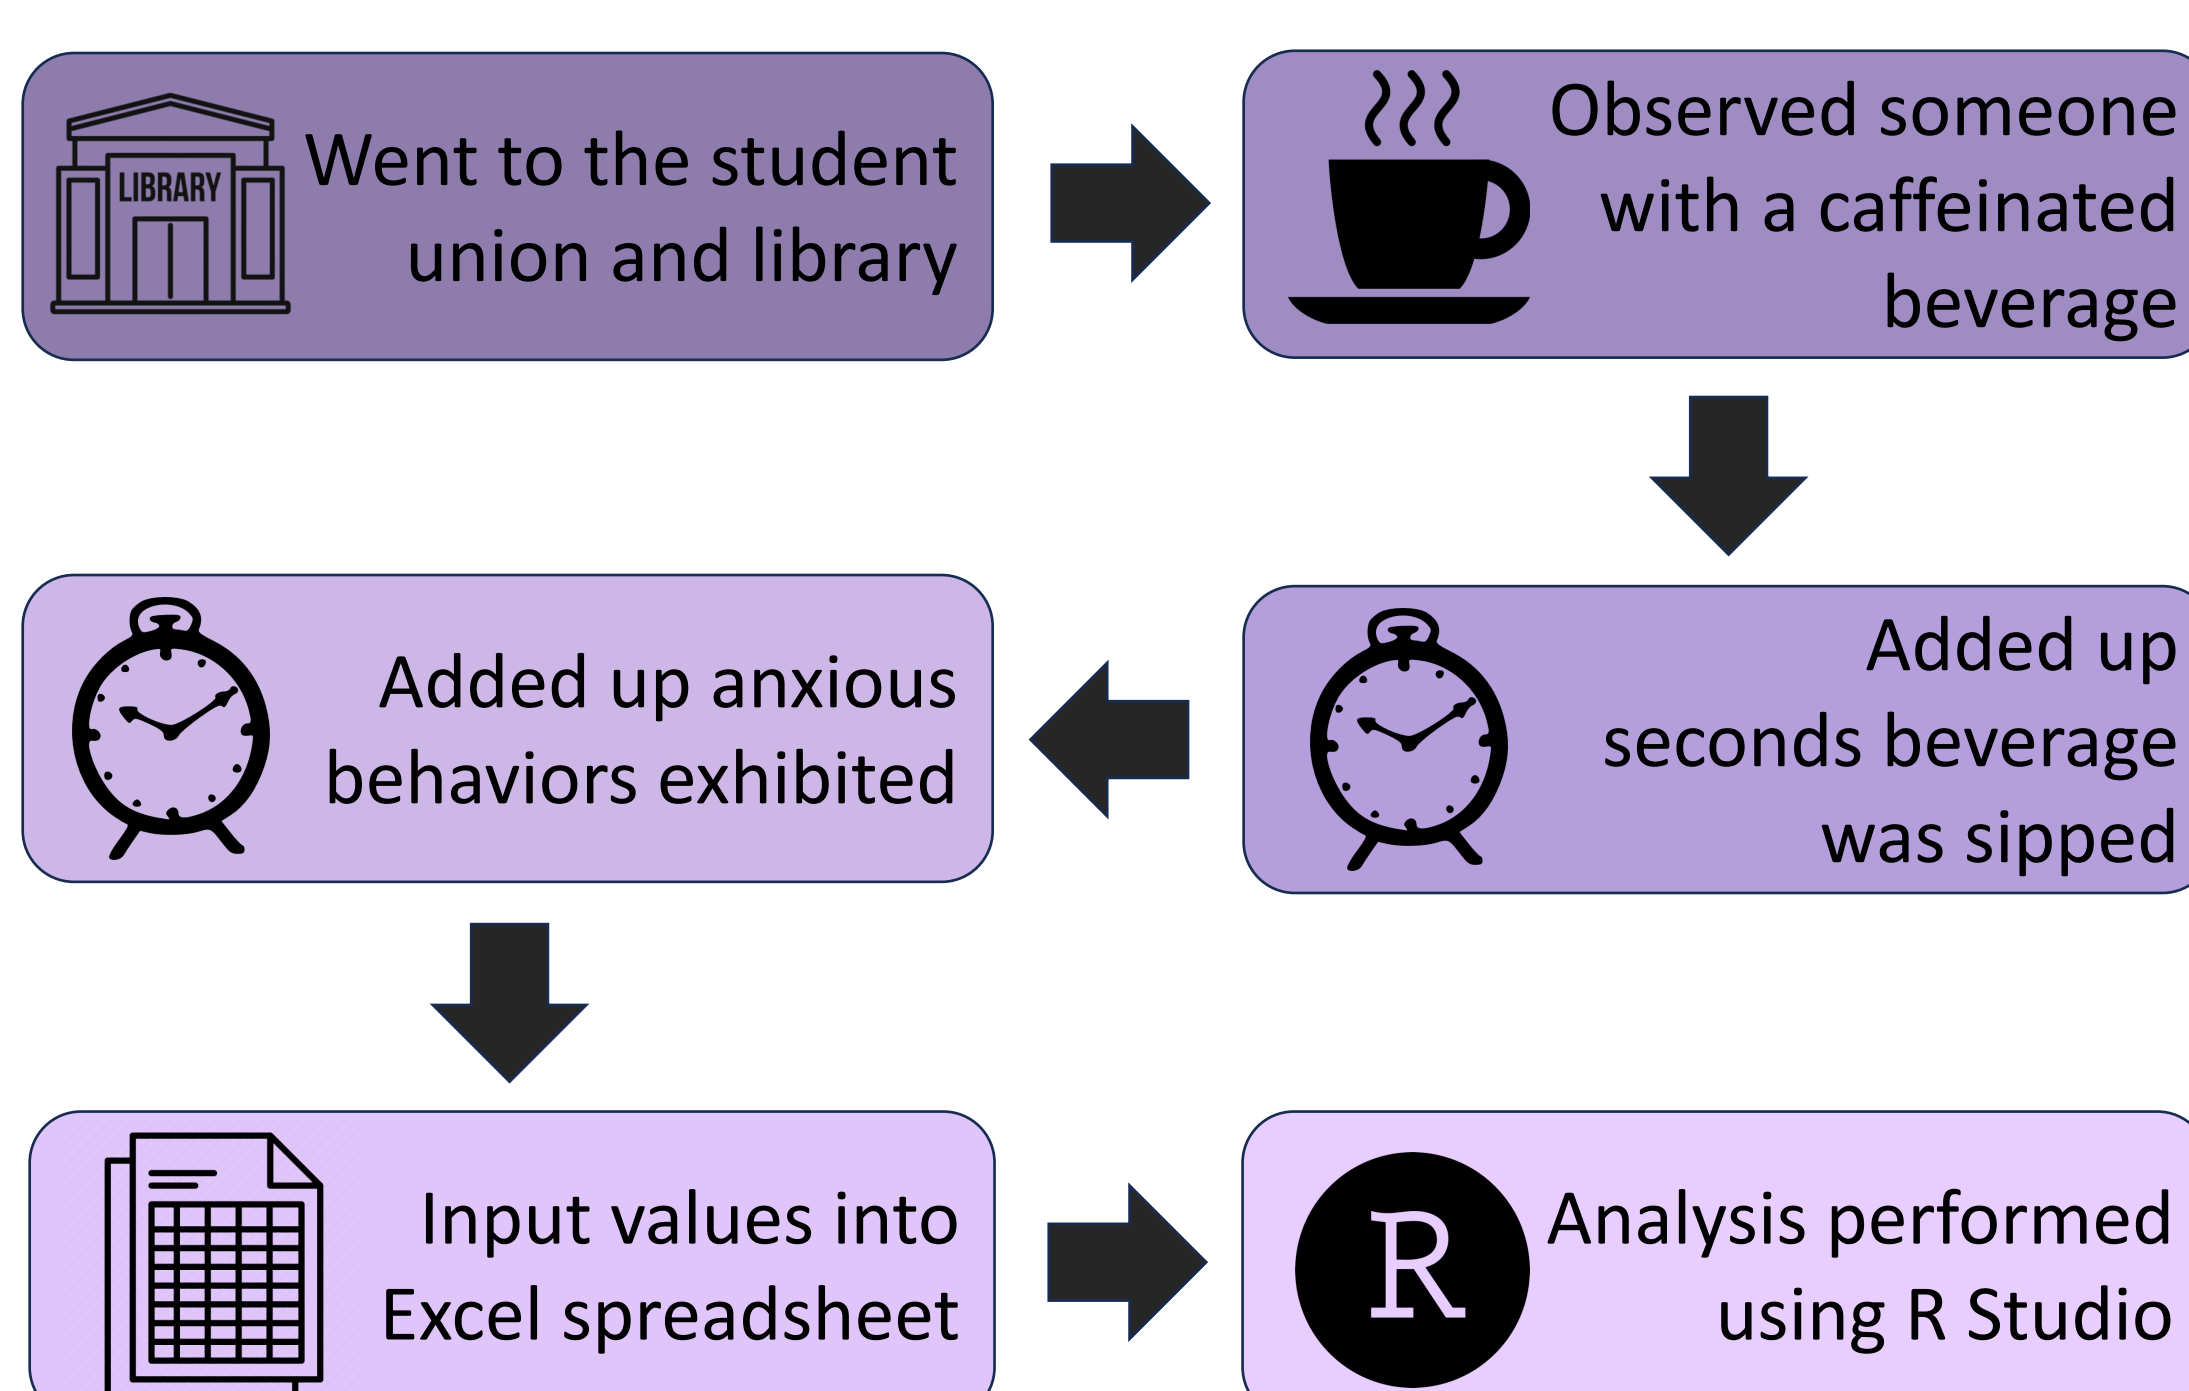 LIBRARY
Went to the student
union and library
Observed someone
with a caffeinated
beverage
Added up
seconds beverage
was sipped
Added up anxious
behaviors exhibited
Input values into
Excel spreadsheet
R
Analysis performed
using R Studio